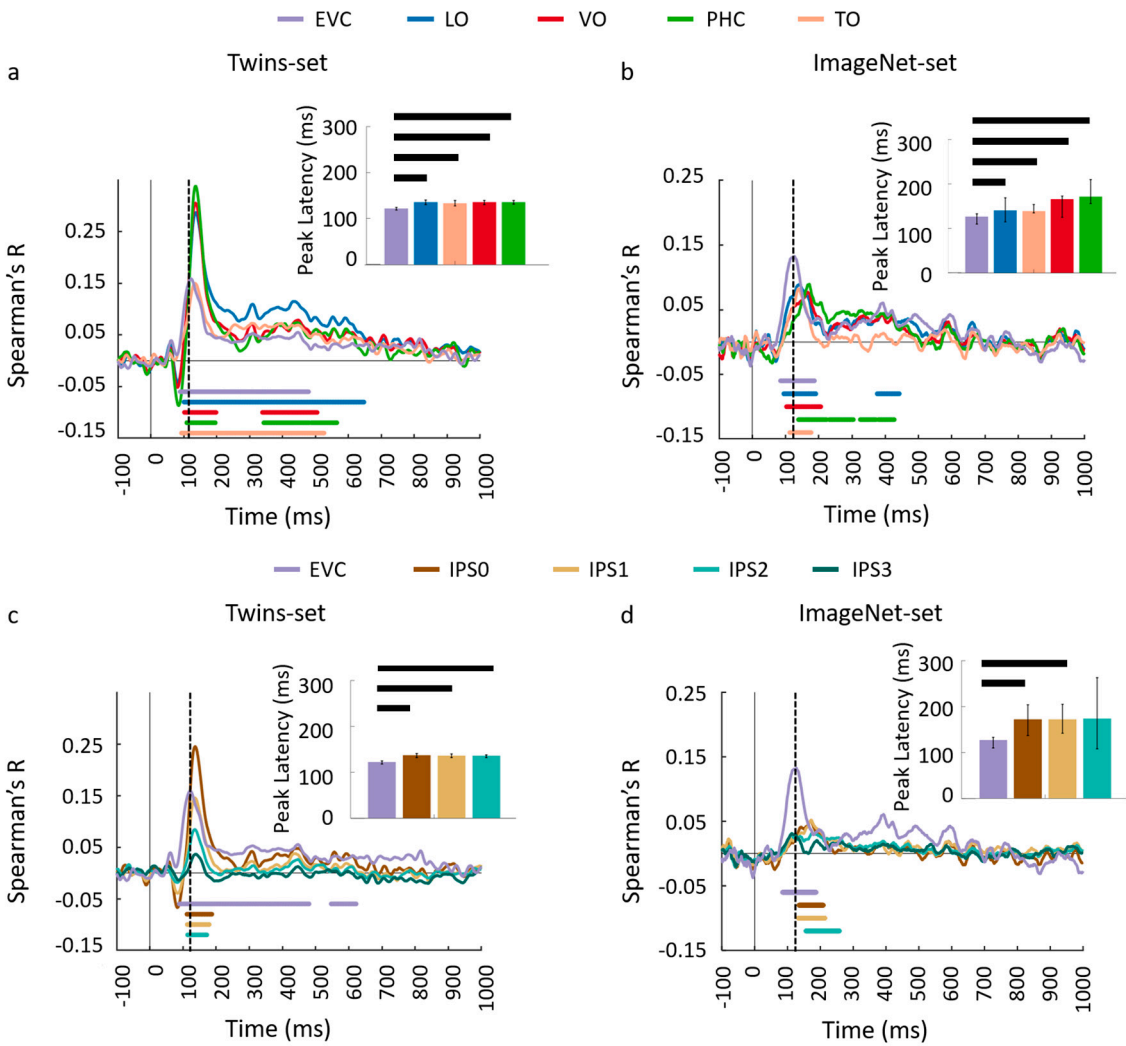 EVC LO VO PHC TO
a Twins-set
b ImageNet-set
Peak Latency (ms)
300
200
100
0
Peak Latency (ms)
300
200
100
0
Spearman's R
0.25
0.15
0.05
-0.05
-0.15
-100 0 100 200 300 400 500 600 700 800 900 1000
Time (ms)
Spearman's R
0.25
0.15
0.05
-0.05
-0.15
-100 0 100 200 300 400 500 600 700 800 900 1000
Time (ms)
EVC IPS0 IPS1 IPS2 IPS3
c Twins-set
d ImageNet-set
Peak Latency (ms)
300
200
100
0
Peak Latency (ms)
300
200
100
0
Spearman's R
0.25
0.15
0.05
-0.05
-0.15
-100 0 100 200 300 400 500 600 700 800 900 1000
Time (ms)
Spearman's R
0.25
0.15
0.05
-0.05
-0.15
-100 0 100 200 300 400 500 600 700 800 900 1000
Time (ms)